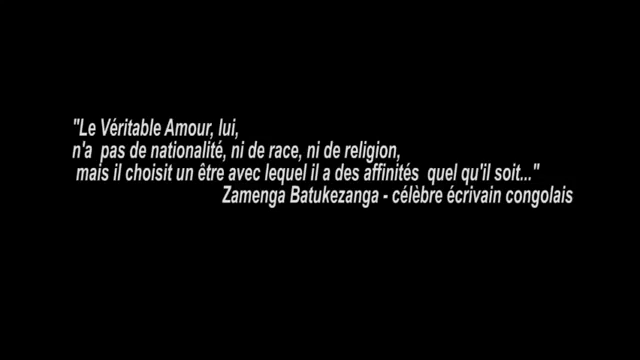 "Le Véritable Amour, lui,
n'a pas de nationalité, ni de race, ni de religion,
mais il choisit un être avec lequel il a des affinités quel qu'il soit..."
Zamenga Batukezanga - célèbre écrivain congolais